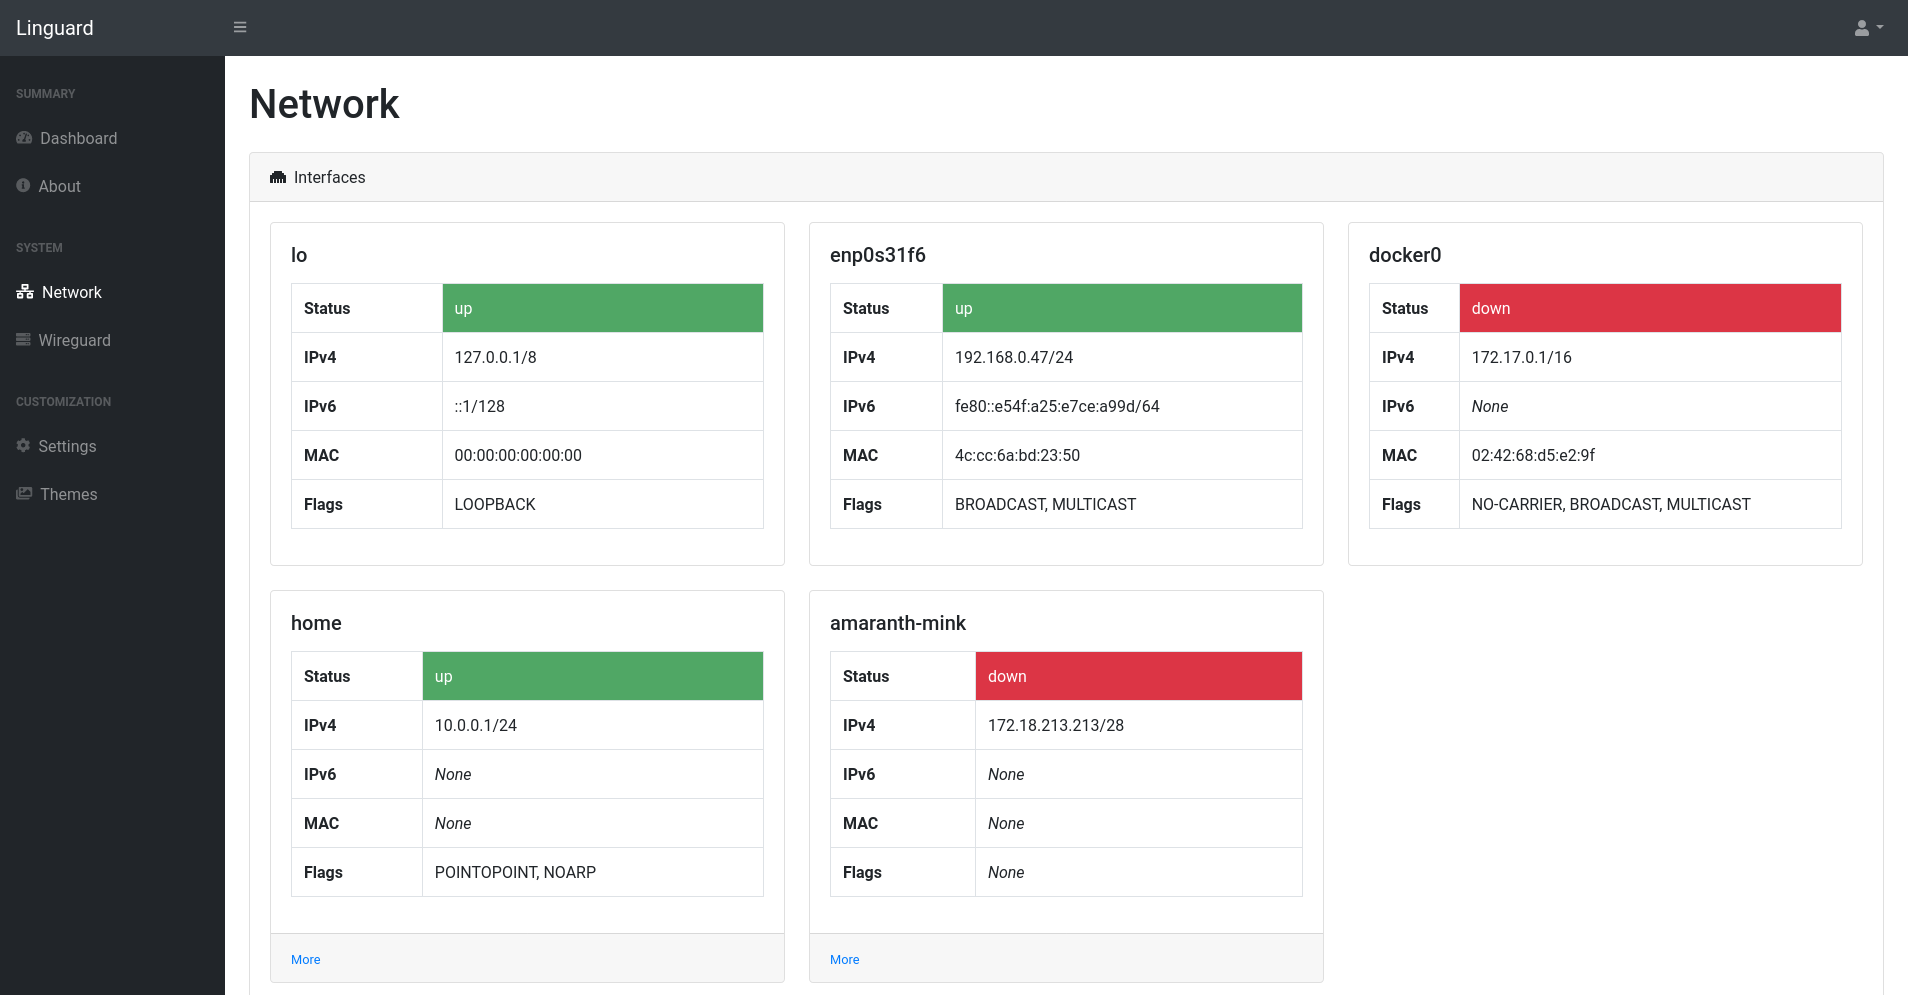 Linguard
SUMMARY
Dashboard
About
SYSTEM
Network
Wireguard
CUSTOMIZATION
Settings
Themes
Network
Interfaces
lo
Status up
IPv4 127.0.0.1/8
IPv6 ::1/128
MAC 00:00:00:00:00:00
Flags LOOPBACK
enp0s31f6
Status up
IPv4 192.168.0.47/24
IPv6 fe80::e54f:a25:e7ce:a99d/64
MAC 4c:cc:6a:bd:23:50
Flags BROADCAST, MULTICAST
docker0
Status down
IPv4 172.17.0.1/16
IPv6 None
MAC 02:42:68:d5:e2:9f
Flags NO-CARRIER, BROADCAST, MULTICAST
home
Status up
IPv4 10.0.0.1/24
IPv6 None
MAC None
Flags POINTOPOINT, NOARP
More
amaranth-mink
Status down
IPv4 172.18.213.213/28
IPv6 None
MAC None
Flags None
More